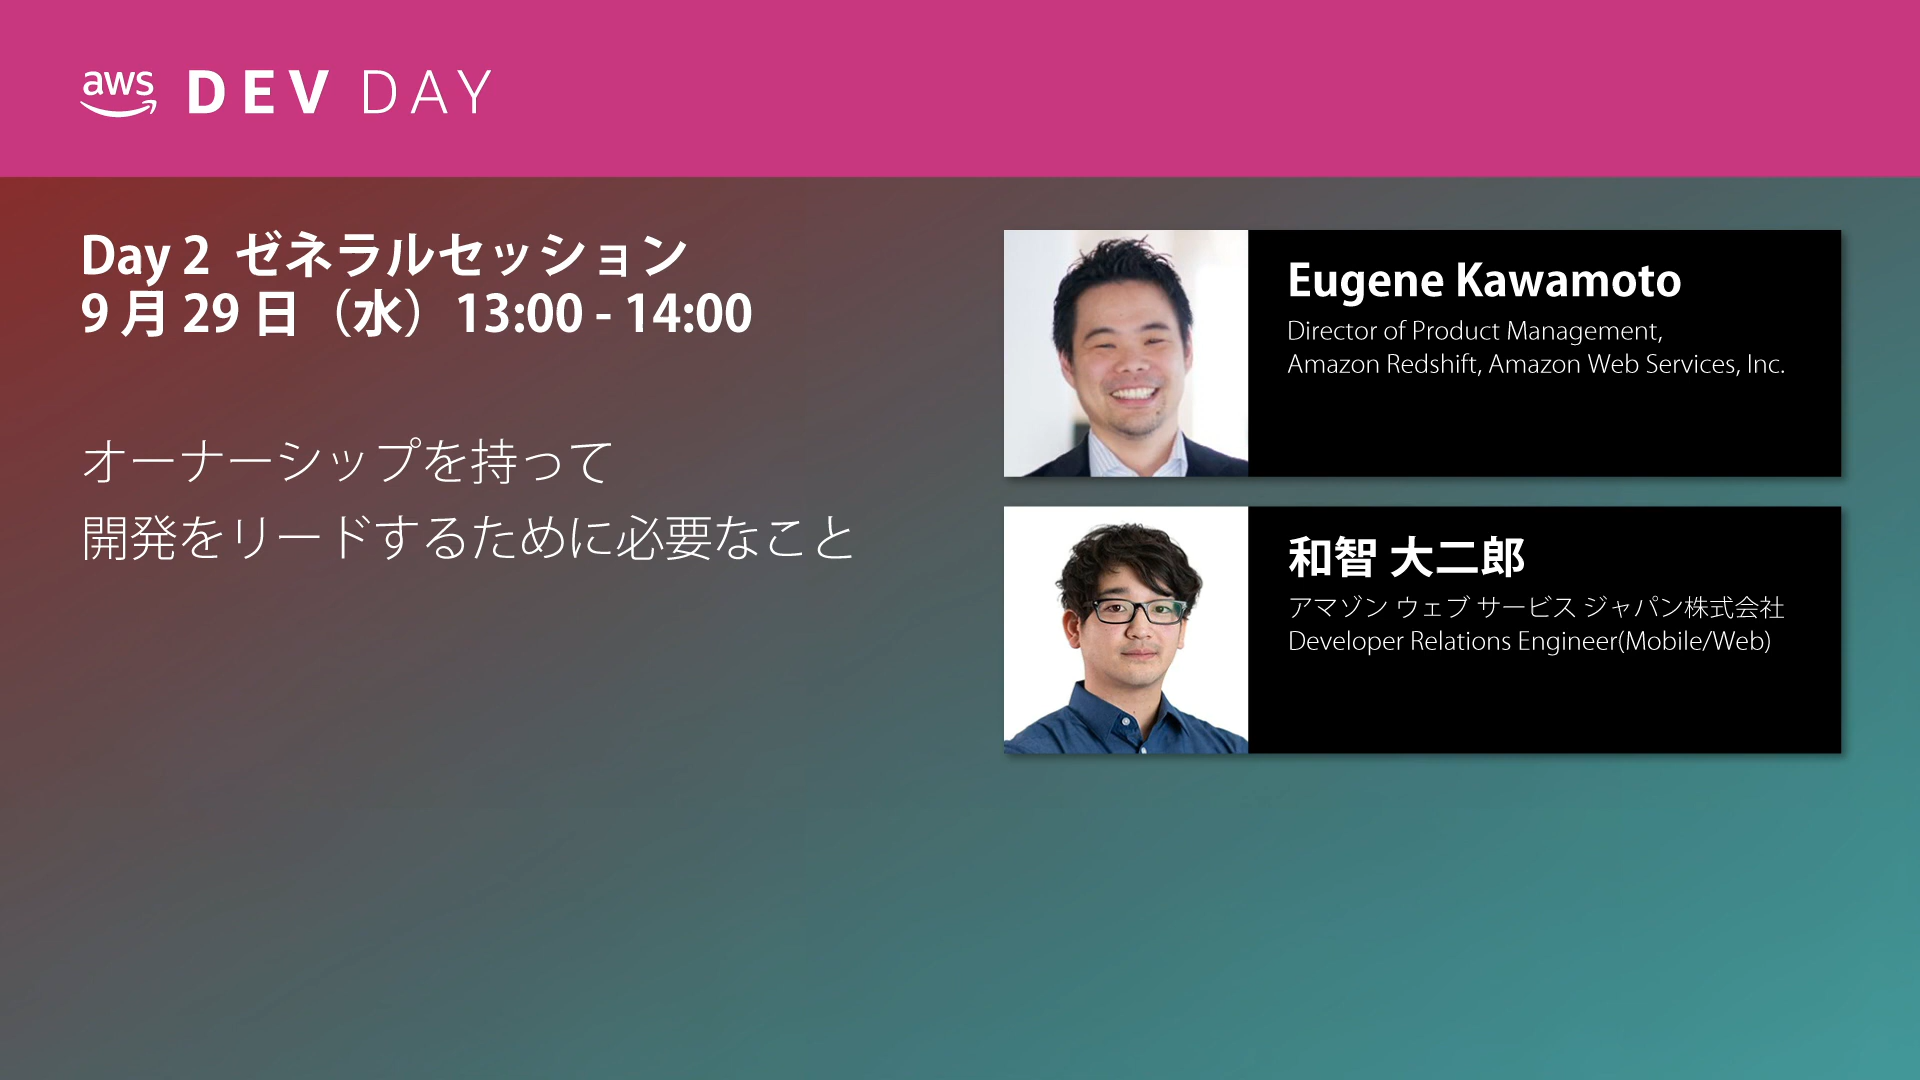 aws DEV DAY
Day 2 ゼネラルセッション
9 月 29 日（水）13:00 - 14:00
オーナーシップを持って
開発をリードするために必要なこと
Eugene Kawamoto
Director of Product Management,
Amazon Redshift, Amazon Web Services, Inc.
和智 大二郎
アマゾン ウェブ サービス ジャパン株式会社
Developer Relations Engineer(Mobile/Web)